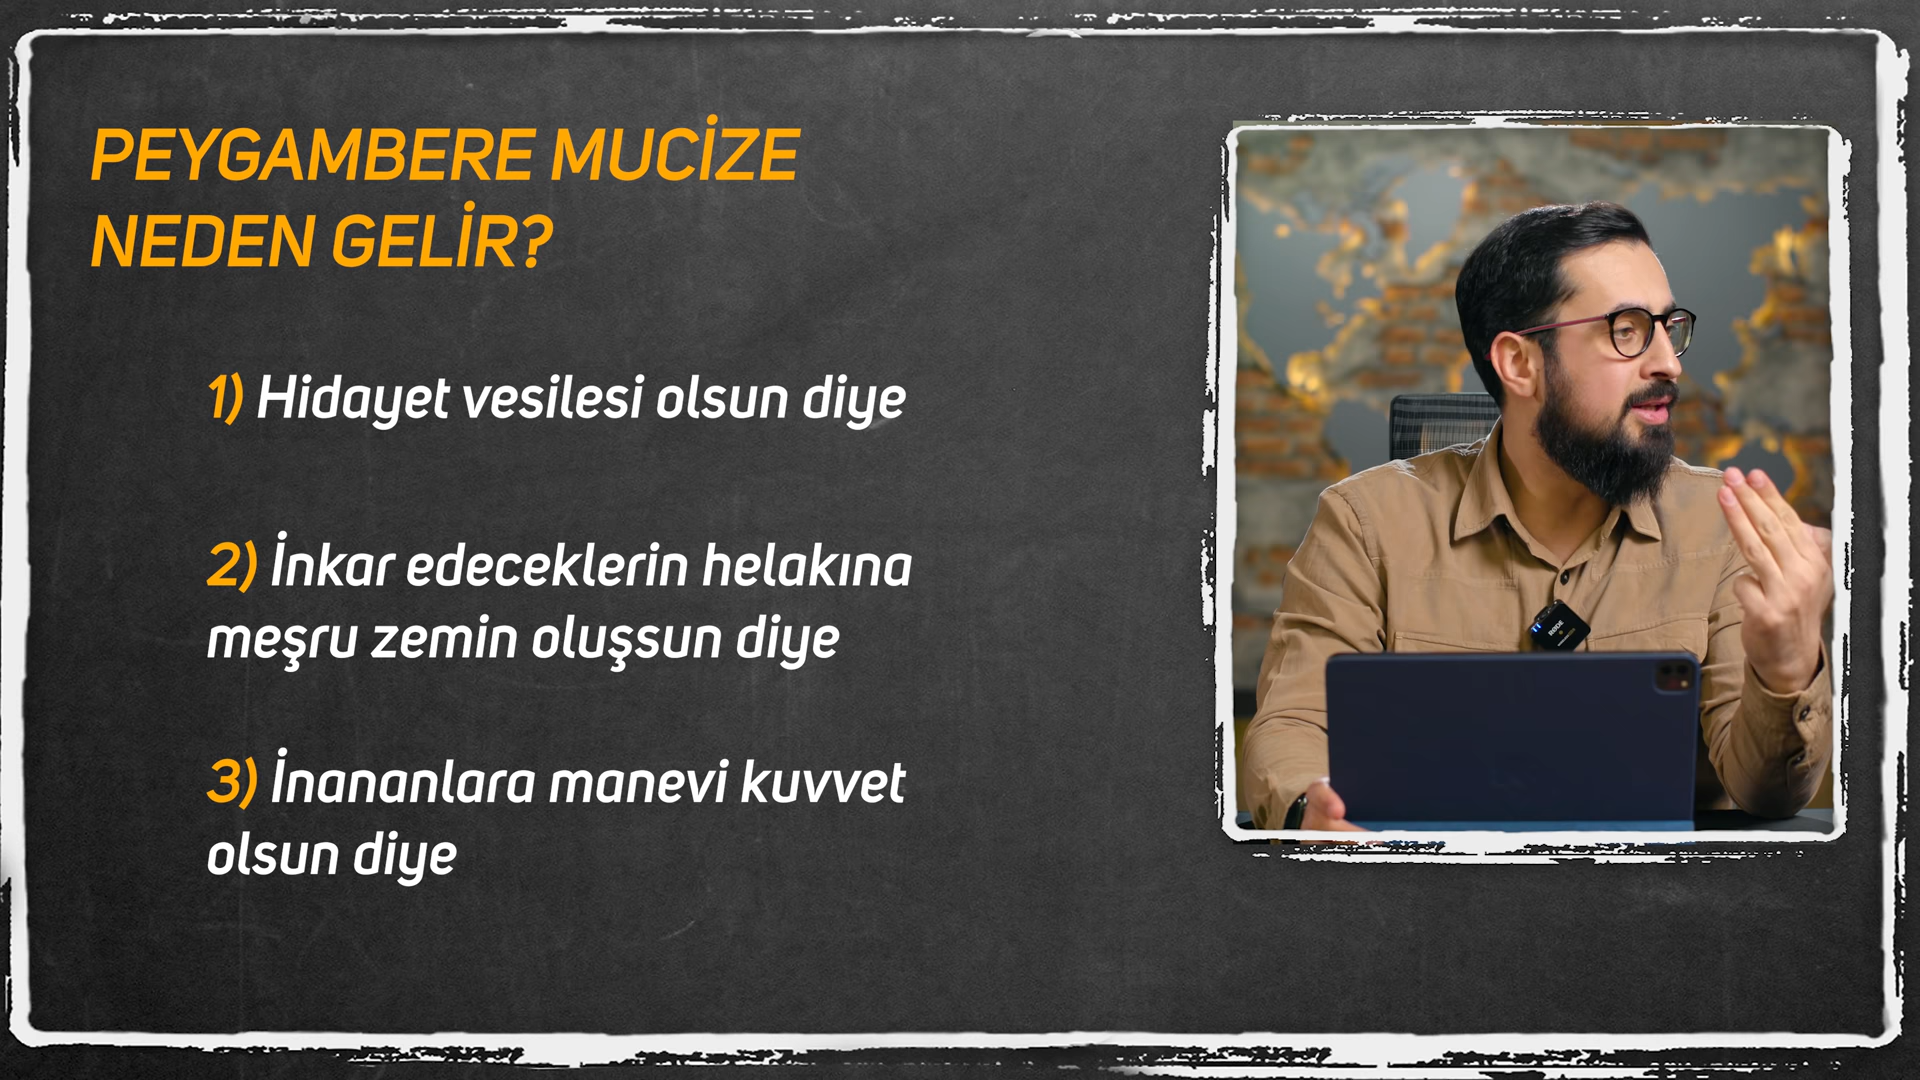 PEYGAMBERE MUCİZE
NEDEN GELİR?
1) Hidayet vesilesi olsun diye
2) İnkar edeceklerin helakına
meşru zemin oluşsun diye
3) İnananlara manevi kuvvet
olsun diye
RØDE